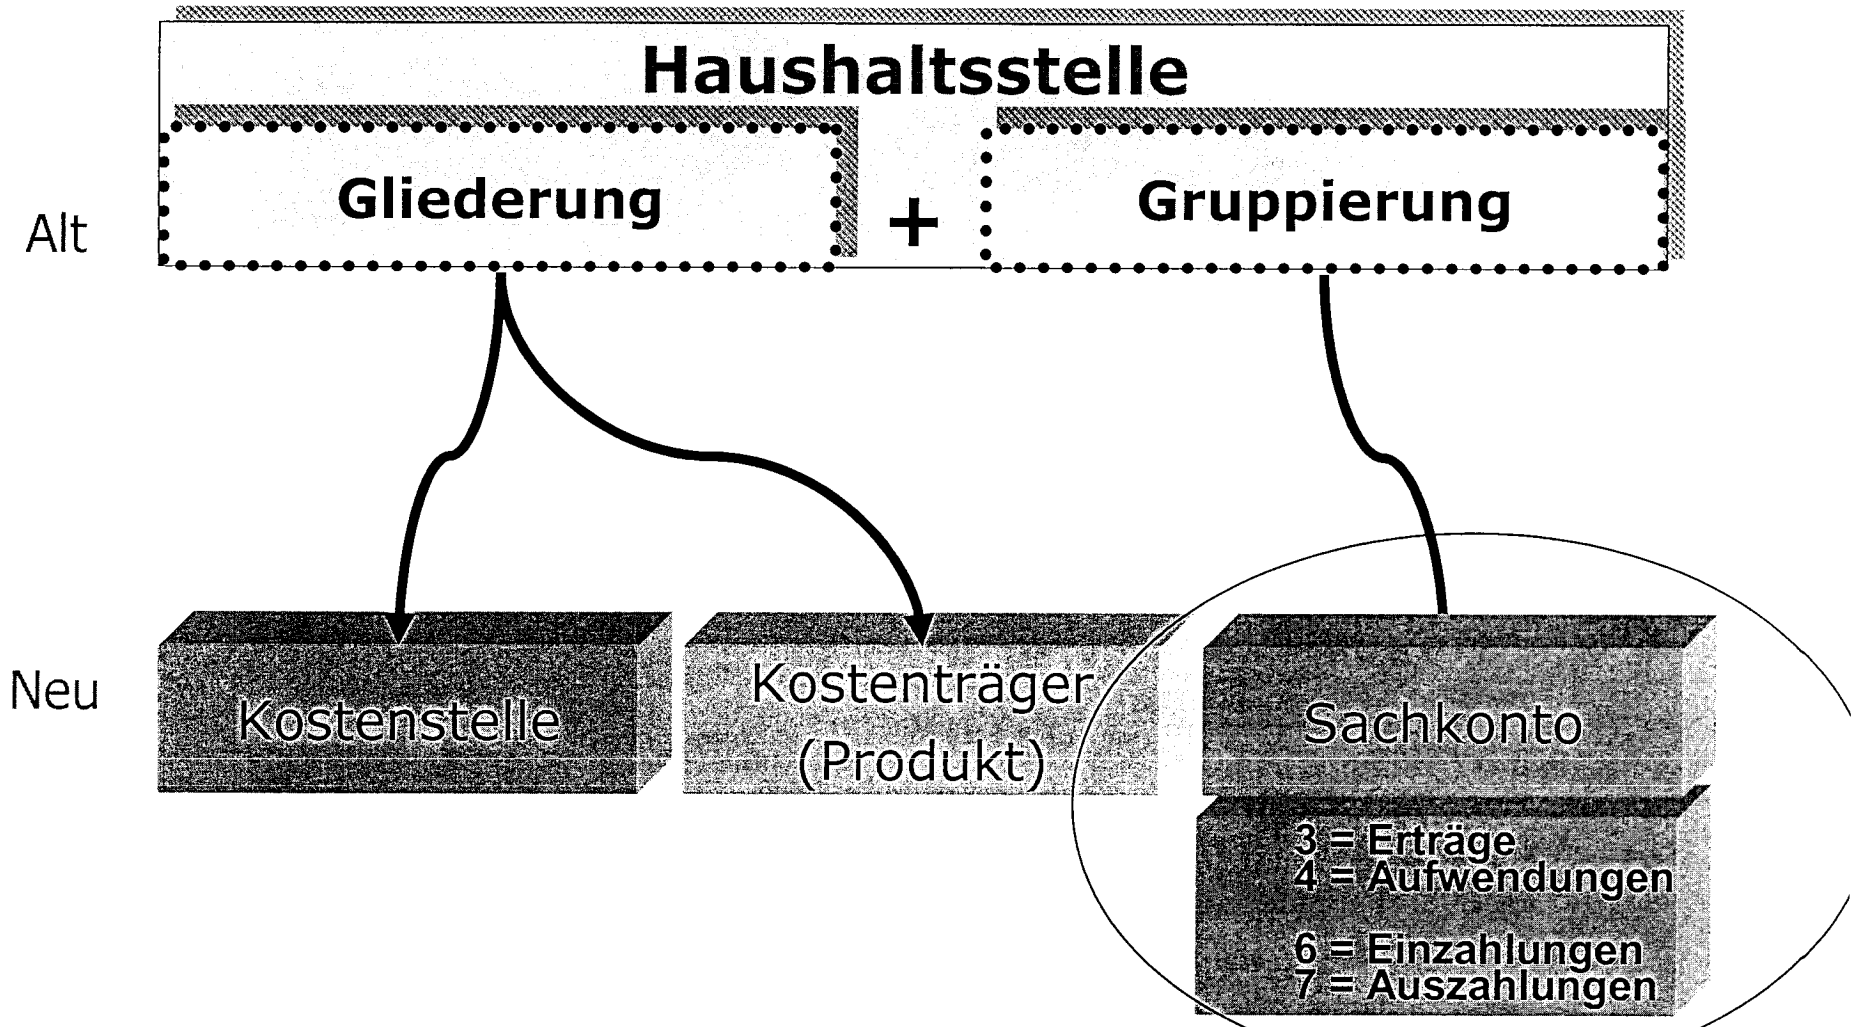 Haushaltsstelle
Alt
Gliederung
+
Gruppierung
Neu
Kostenstelle
Kostenträger
(Produkt)
Sachkonto
3 = Erträge
4 = Aufwendungen
6 = Einzahlungen
7 = Auszahlungen